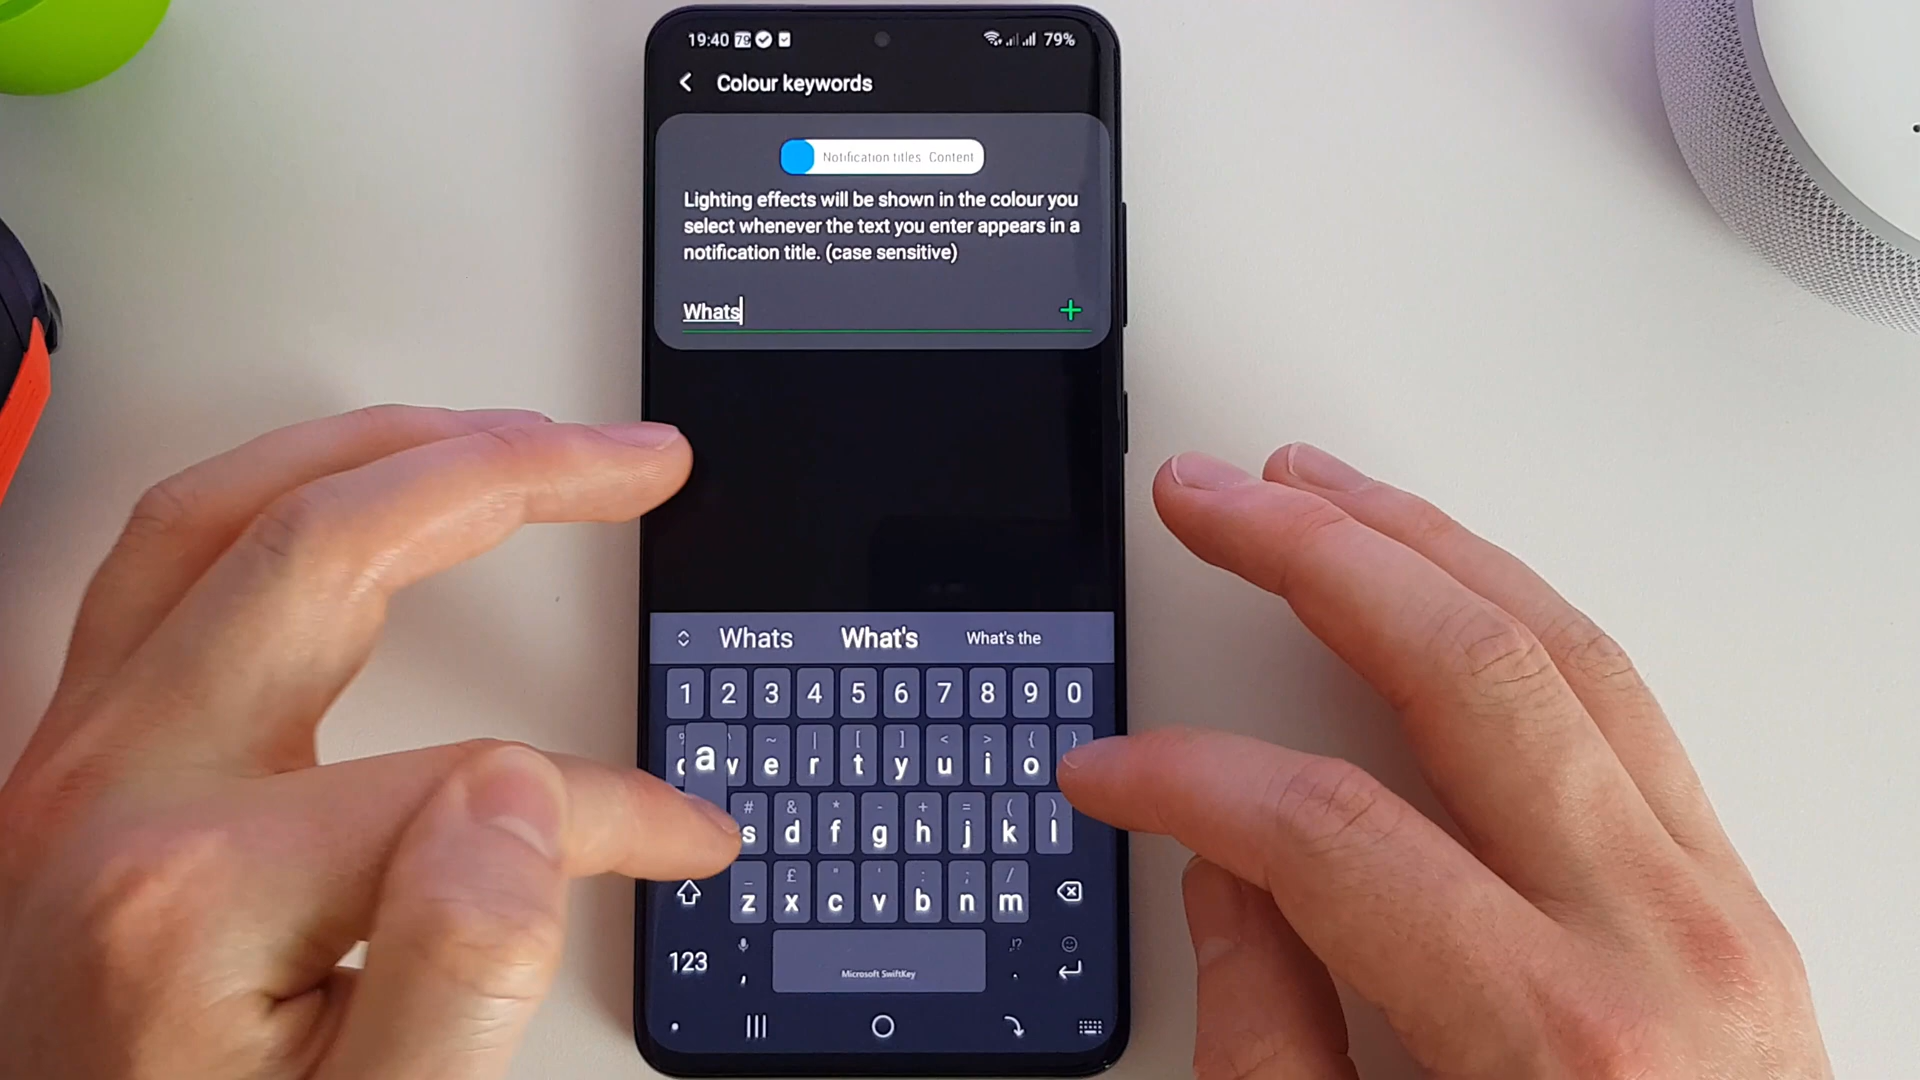 19:40 79 79%
Colour keywords
Notification titles Content
Lighting effects will be shown in the colour you
select whenever the text you enter appears in a
notification title. (case sensitive)
Whats
+
Whats What's What's the
1 2 3 4 5 6 7 8 9 0
~ | [ ] < > { }
a e r t y u i o
# & * - + = ( )
s d f g h j k l
_ £ " ' : ; /
z x c v b n m
,!?
123 , Microsoft SwiftKey .